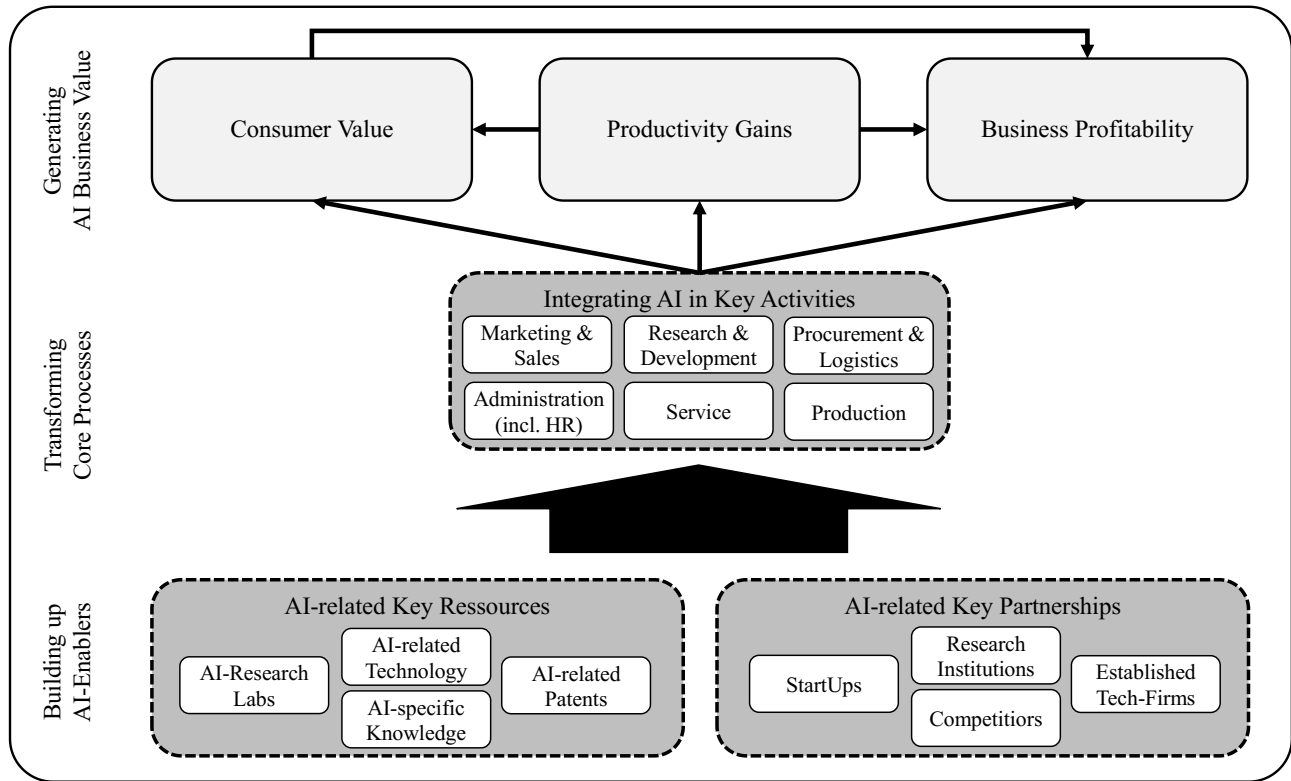 Generating
AI Business Value
Consumer Value
Productivity Gains
Business Profitability
Transforming
Core Processes
Integrating AI in Key Activities
Marketing &
Sales
Research &
Development
Procurement &
Logistics
Administration
(incl. HR)
Service
Production
Building up
AI-Enablers
AI-related Key Ressources
AI-Research
Labs
AI-related
Technology
AI-specific
Knowledge
AI-related
Patents
AI-related Key Partnerships
StartUps
Research
Institutions
Competitiors
Established
Tech-Firms